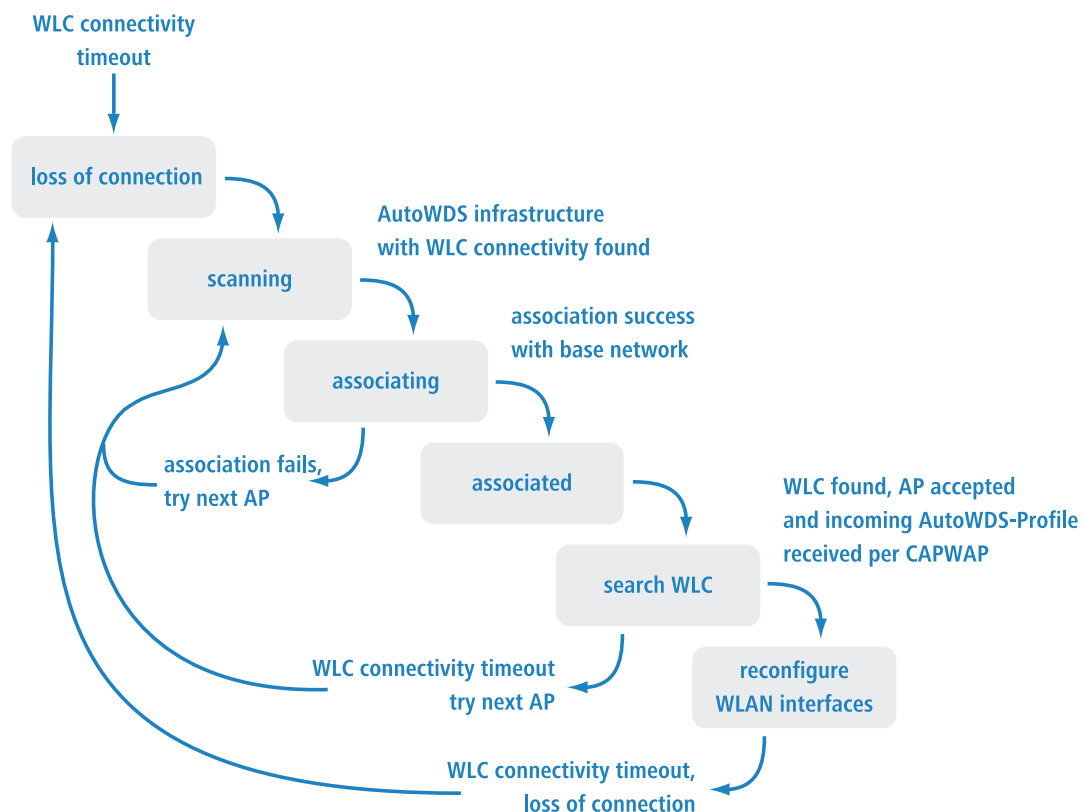 WLC connectivity
timeout
loss of connection
AutoWDS infrastructure
with WLC connectivity found
scanning
association success
with base network
associating
association fails,
try next AP
associated
WLC found, AP accepted
and incoming AutoWDS-Profile
received per CAPWAP
search WLC
WLC connectivity timeout
try next AP
reconfigure
WLAN interfaces
WLC connectivity timeout,
loss of connection